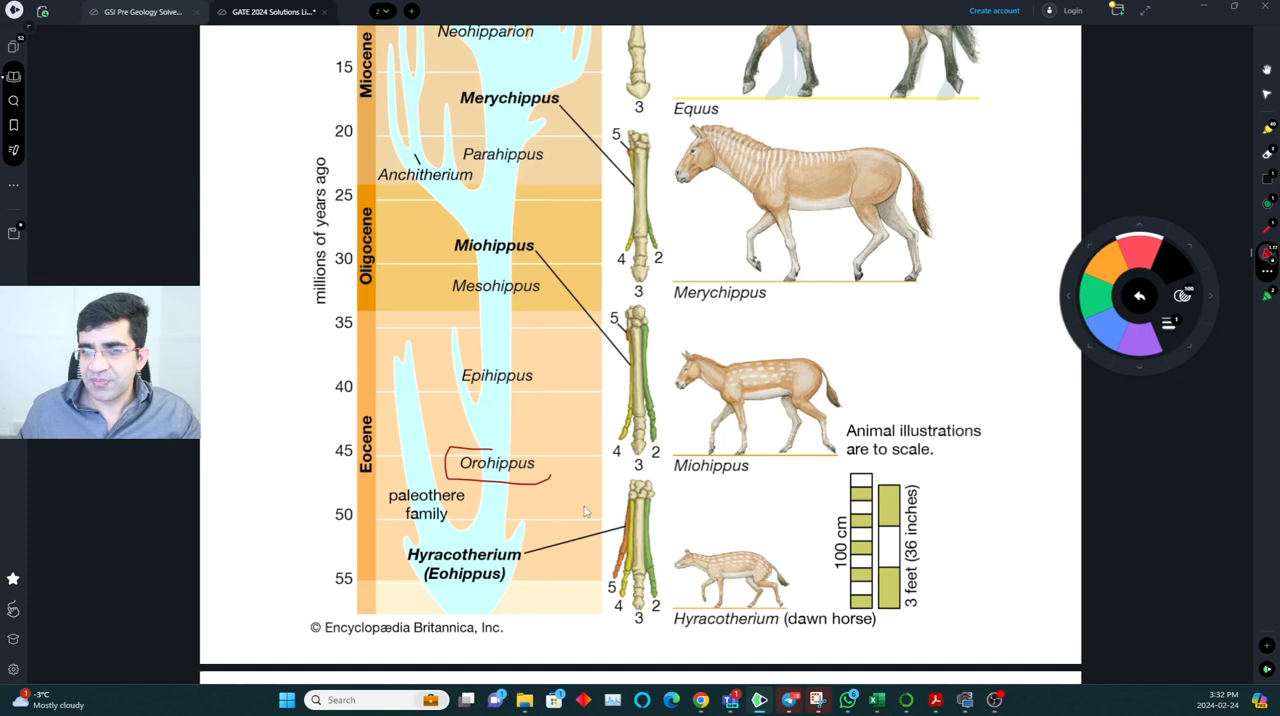 GSI Pre Geology Solve...
GATE 2024 Solutions Li...*
2
Create account
Login
52
Neohipparion
15
Miocene
Merychippus
3
Equus
20
Parahippus
5
Anchitherium
25
millions of years ago
Oligocene
Miohippus
30
4
2
3
Merychippus
Mesohippus
35
5
Epihippus
40
Animal illustrations
are to scale.
Eocene
45
Orohippus
4
2
3
Miohippus
paleothere
family
50
100 cm
3 feet (36 inches)
Hyracotherium
(Eohippus)
55
5
4
2
3
Hyracotherium (dawn horse)
© Encyclopædia Britannica, Inc.
100
1
-3°C
Mostly cloudy
Search
3:32 PM
2024-02-24